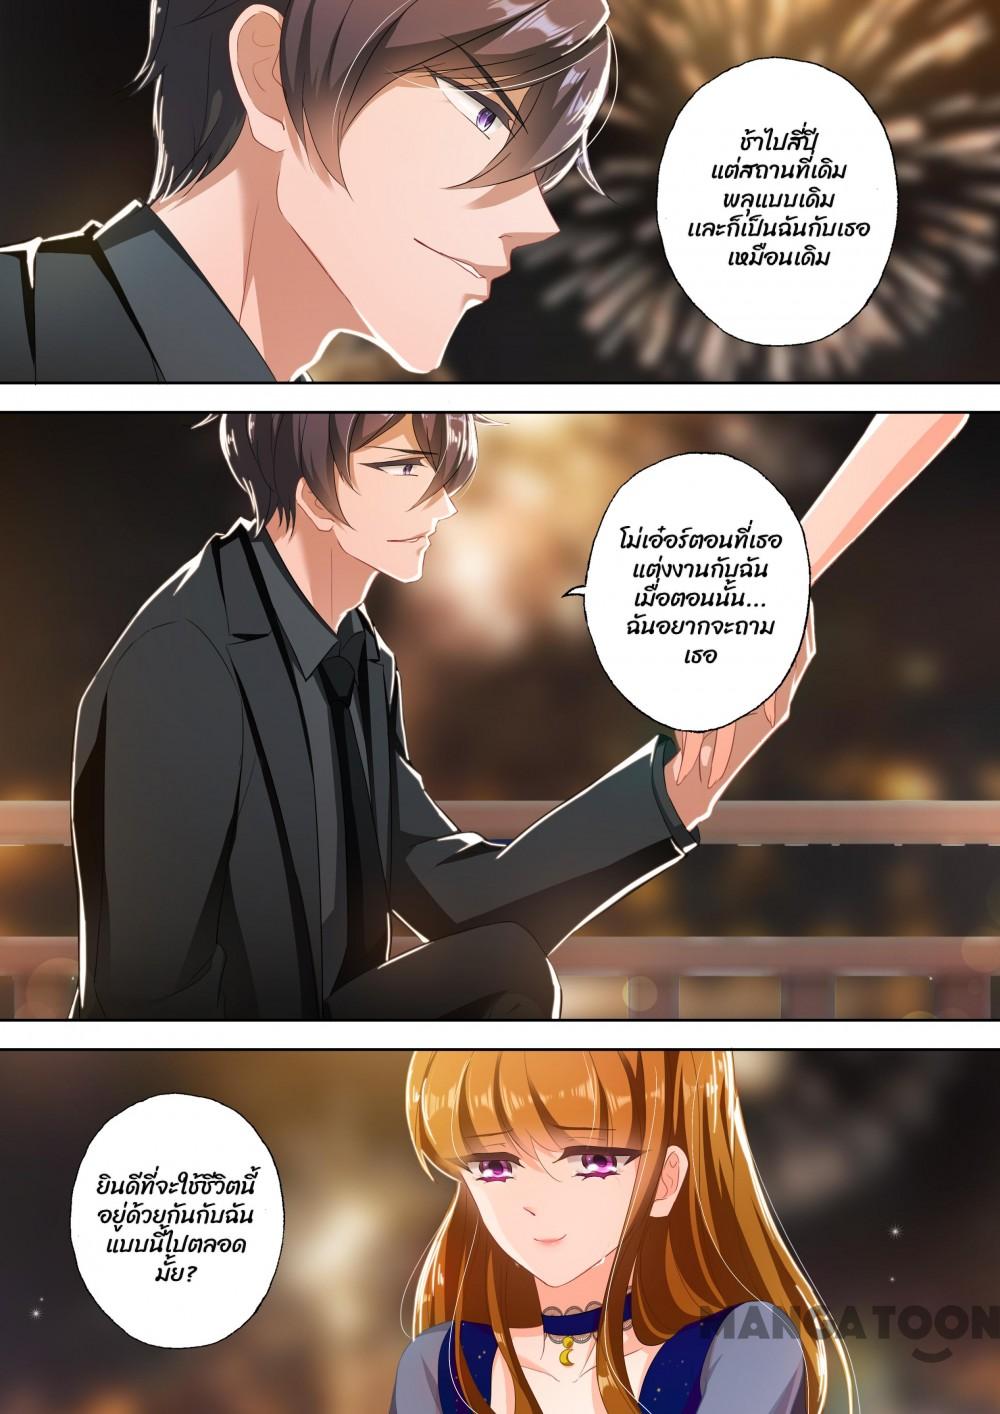 ช้าไปสี่ปี
แต่สถานที่เดิม
พลุแบบเดิม
และก็เป็นฉันกับเธอ
เหมือนเดิม
โม่เอ๋อร์ตอนที่เธอ
แต่งงานกับฉัน
เมื่อตอนนั้น...
ฉันอยากจะถาม
เธอ
ยินดีที่จะใช้ชีวิตนี้
อยู่ด้วยกันกับฉัน
แบบนี้ไปตลอด
มั้ย?
MANGATOON